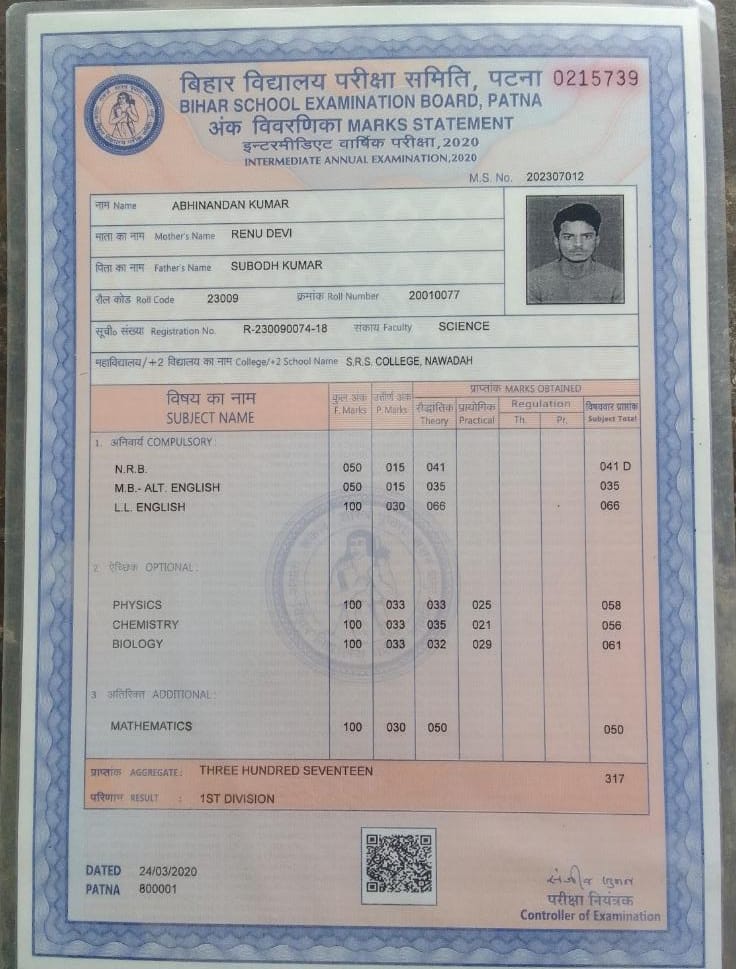 बिहार विद्यालय परीक्षा समिति, पटना 0215739
BIHAR SCHOOL EXAMINATION BOARD, PATNA
अंक विवरणिका MARKS STATEMENT
इन्टरमीडिएट वार्षिक परीक्षा,2020
INTERMEDIATE ANNUAL EXAMINATION,2020
M.S. No. 202307012
नाम Name ABHINANDAN KUMAR
माता का नाम Mother's Name RENU DEVI
पिता का नाम Father's Name SUBODH KUMAR
रौल कोड Roll Code 23009 क्रमांक Roll Number 20010077
सूची० संख्या Registration No. R-230090074-18 संकाय Faculty SCIENCE
महाविद्यालय/+2 विद्यालय का नाम College/+2 School Name S.R.S. COLLEGE, NAWADAH
विषय का नाम कुल अंक उत्तीर्ण अंक प्राप्तांक MARKS OBTAINED
SUBJECT NAME F. Marks P. Marks सैद्धांतिक प्रायोगिक Regulation विषयवार प्राप्तांक
Theory Practical Th. Pr. Subject Total
1. अनिवार्य COMPULSORY :
N.R.B. 050 015 041 041 D
M.B.- ALT. ENGLISH 050 015 035 035
L.L. ENGLISH 100 030 066 066
2 ऐच्छिक OPTIONAL :
PHYSICS 100 033 033 025 058
CHEMISTRY 100 033 035 021 056
BIOLOGY 100 033 032 029 061
3 अतिरिक्त ADDITIONAL :
MATHEMATICS 100 030 050 050
प्राप्तांक AGGREGATE : THREE HUNDRED SEVENTEEN 317
परिणाम RESULT : 1ST DIVISION
DATED 24/03/2020
PATNA 800001
परीक्षा नियंत्रक
Controller of Examination